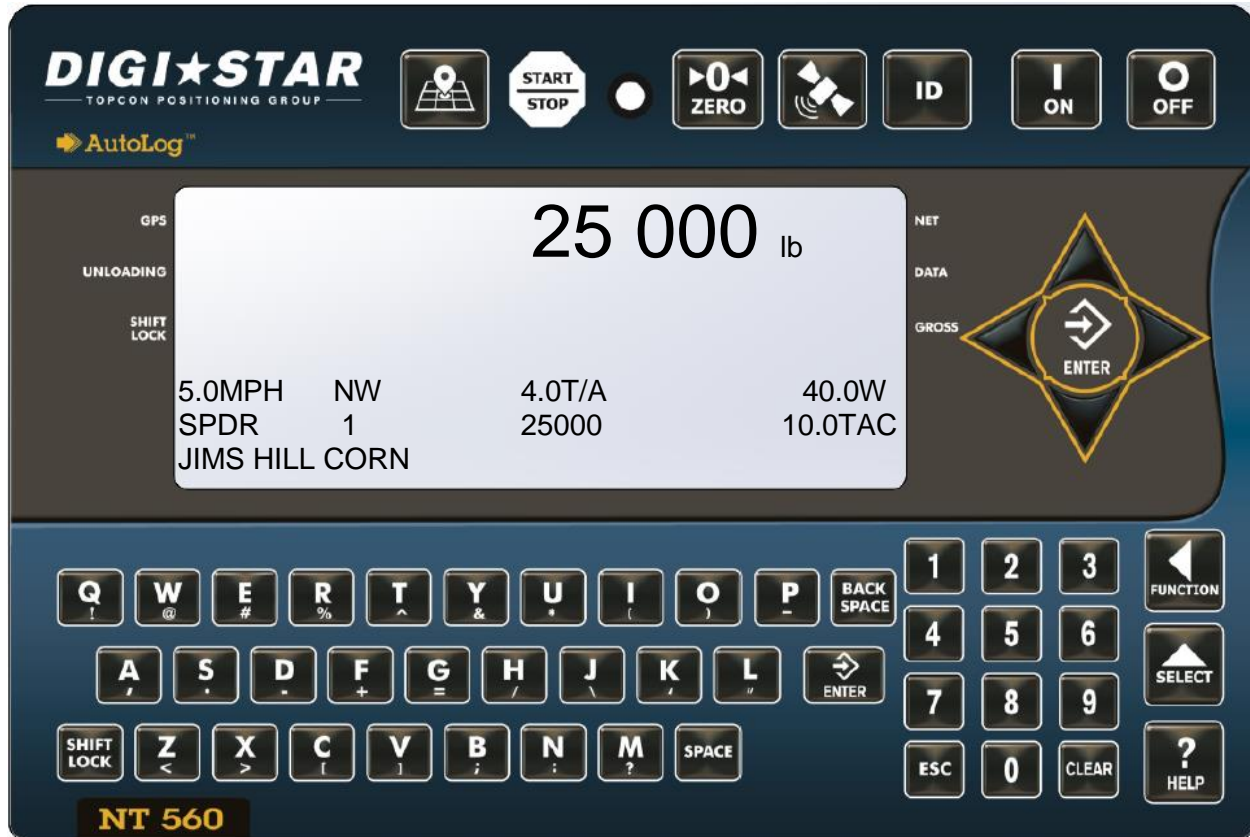 DIGI★STAR
TOPCON POSITIONING GROUP
AutoLog™
START
STOP
0
ZERO
ID
I
ON
O
OFF
GPS
UNLOADING
SHIFT
LOCK
25 000 lb
5.0MPH NW 4.0T/A 40.0W
SPDR 1 25000 10.0TAC
JIMS HILL CORN
NET
DATA
GROSS
ENTER
Q W E R T Y U I O P BACK
! @ # % ^ & * ( ) – SPACE
A S D F G H J K L ENTER
, . - + = / \ ‚ "
SHIFT Z X C V B N M SPACE
LOCK < > [ ] ; : ?
1 2 3
4 5 6
7 8 9
ESC 0 CLEAR
FUNCTION
SELECT
?
HELP
NT 560